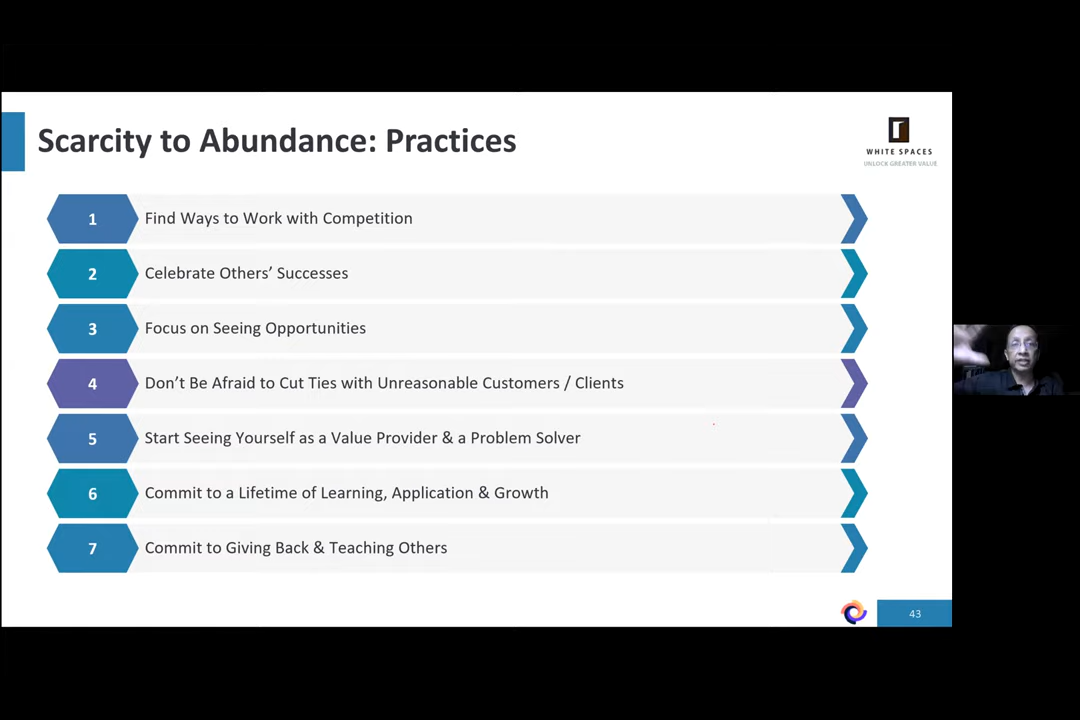 Scarcity to Abundance: Practices
WHITE SPACES
UNLOCK GREATER VALUE
1 Find Ways to Work with Competition
2 Celebrate Others’ Successes
3 Focus on Seeing Opportunities
4 Don’t Be Afraid to Cut Ties with Unreasonable Customers / Clients
5 Start Seeing Yourself as a Value Provider & a Problem Solver
6 Commit to a Lifetime of Learning, Application & Growth
7 Commit to Giving Back & Teaching Others
43